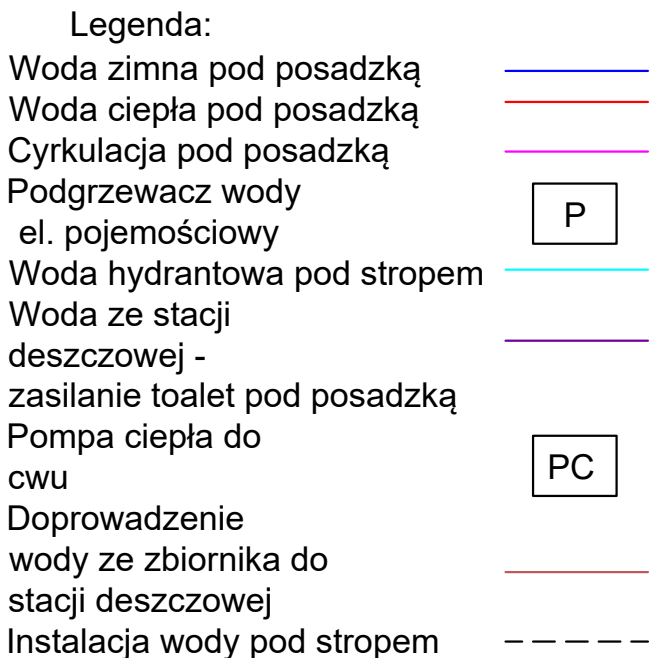 Legenda:
Woda zimna pod posadzką
Woda ciepła pod posadzką
Cyrkulacja pod posadzką
Podgrzewacz wody
el. pojemościowy
P
Woda hydrantowa pod stropem
Woda ze stacji
deszczowej -
zasilanie toalet pod posadzką
Pompa ciepła do
cwu
PC
Doprowadzenie
wody ze zbiornika do
stacji deszczowej
Instalacja wody pod stropem